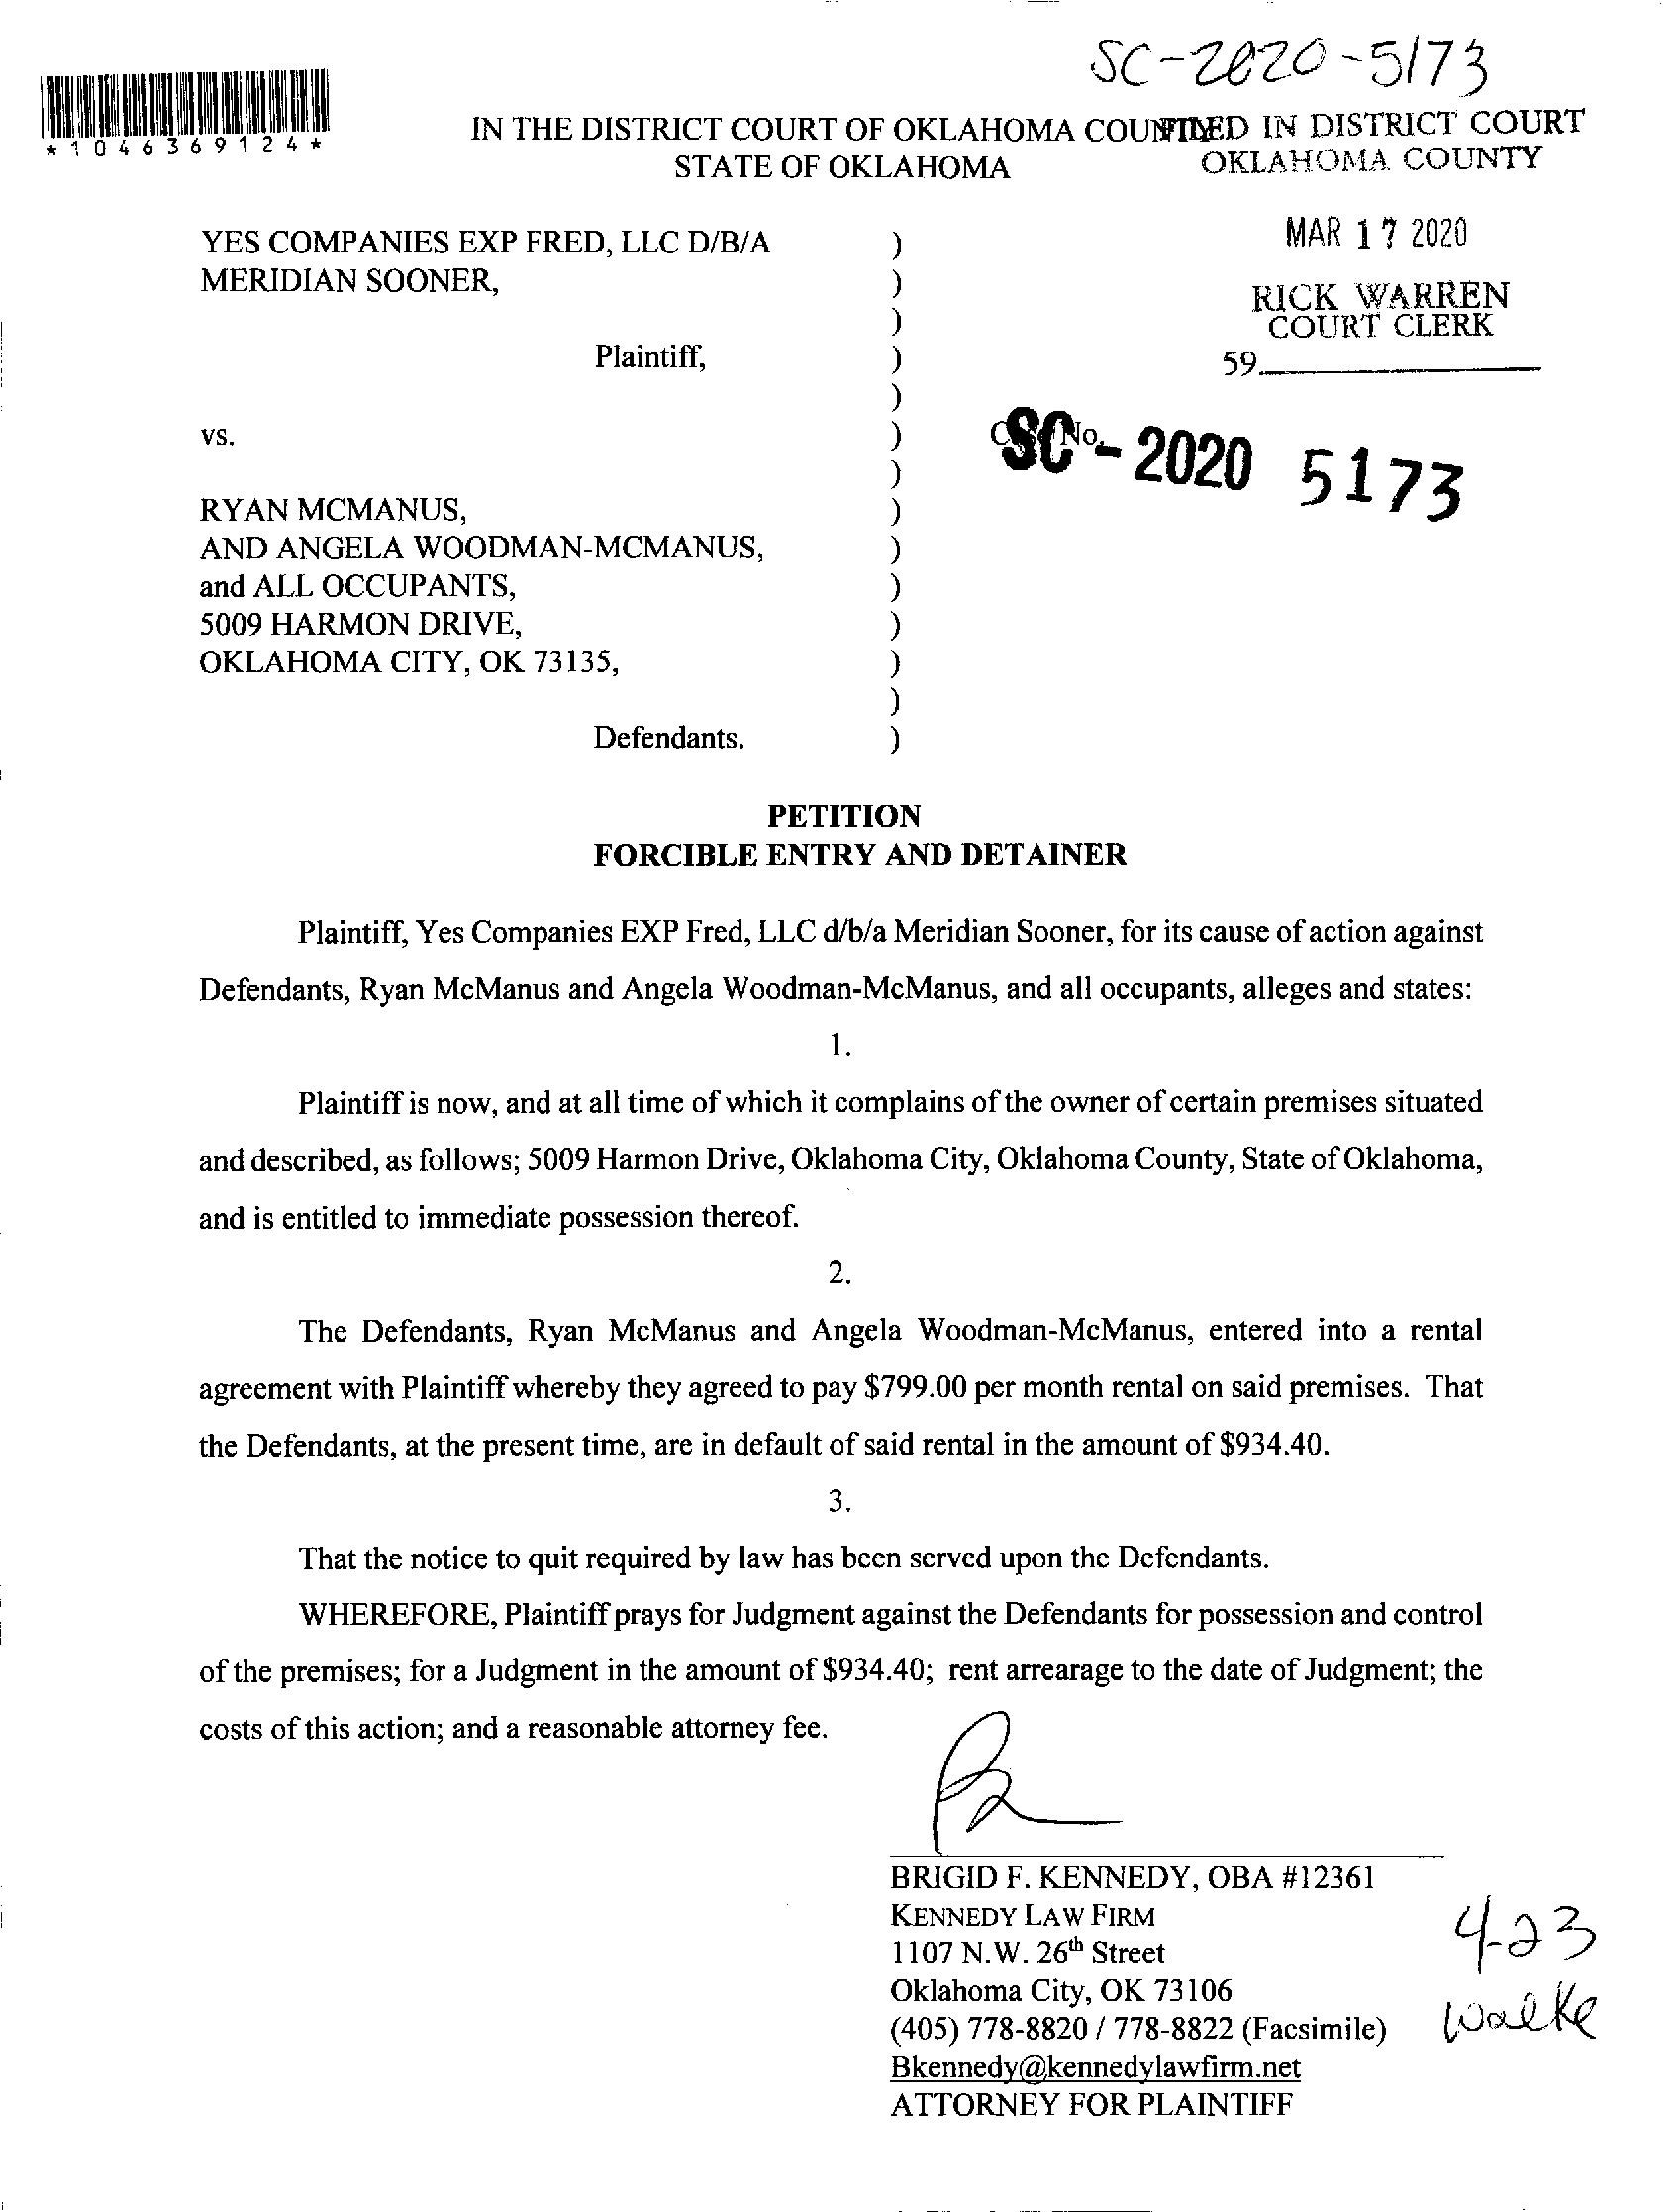 SC-2020-5173
*1046369124*
IN THE DISTRICT COURT OF OKLAHOMA COUNTY
FILED IN DISTRICT COURT
STATE OF OKLAHOMA
OKLAHOMA COUNTY
MAR 17 2020
RICK WARREN
COURT CLERK
59
YES COMPANIES EXP FRED, LLC D/B/A )
MERIDIAN SOONER, )
)
Plaintiff, )
)
vs. )
Case No.
SC - 2020 5173
)
RYAN MCMANUS, )
AND ANGELA WOODMAN-MCMANUS, )
and ALL OCCUPANTS, )
5009 HARMON DRIVE, )
OKLAHOMA CITY, OK 73135, )
)
Defendants. )
PETITION
FORCIBLE ENTRY AND DETAINER
Plaintiff, Yes Companies EXP Fred, LLC d/b/a Meridian Sooner, for its cause of action against
Defendants, Ryan McManus and Angela Woodman-McManus, and all occupants, alleges and states:
1.
Plaintiff is now, and at all time of which it complains of the owner of certain premises situated
and described, as follows; 5009 Harmon Drive, Oklahoma City, Oklahoma County, State of Oklahoma,
and is entitled to immediate possession thereof.
2.
The Defendants, Ryan McManus and Angela Woodman-McManus, entered into a rental
agreement with Plaintiff whereby they agreed to pay $799.00 per month rental on said premises. That
the Defendants, at the present time, are in default of said rental in the amount of $934.40.
3.
That the notice to quit required by law has been served upon the Defendants.
WHEREFORE, Plaintiff prays for Judgment against the Defendants for possession and control
of the premises; for a Judgment in the amount of $934.40; rent arrearage to the date of Judgment; the
costs of this action; and a reasonable attorney fee.
BRIGID F. KENNEDY, OBA #12361
KENNEDY LAW FIRM
1107 N.W. 26th Street
Oklahoma City, OK 73106
(405) 778-8820 / 778-8822 (Facsimile)
Bkennedy@kennedylawfirm.net
ATTORNEY FOR PLAINTIFF
4-23
Walke